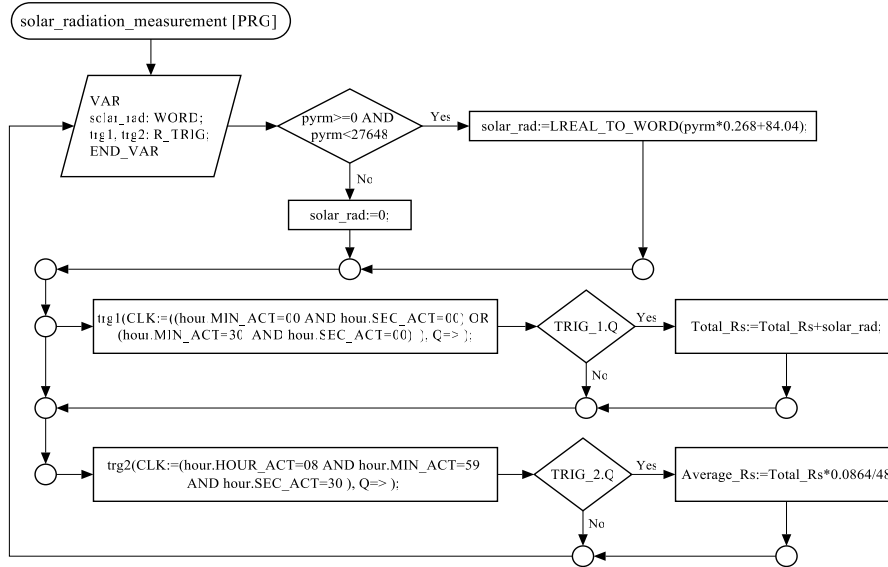 solar_radiation_measurement [PRG]
VAR
solar_rad: WORD;
trg1, trg2: R_TRIG;
END_VAR
pyrm>=0 AND
pyrm<27648
Yes
solar_rad:=LREAL_TO_WORD(pyrm*0.268+84.04);
No
solar_rad:=0;
trg1(CLK:=((hour.MIN_ACT=00 AND hour.SEC_ACT=00) OR
(hour.MIN_ACT=30 AND hour.SEC_ACT=00) ), Q=> );
TRIG_1.Q
Yes
Total_Rs:=Total_Rs+solar_rad;
No
trg2(CLK:=(hour.HOUR_ACT=08 AND hour.MIN_ACT=59
AND hour.SEC_ACT=30 ), Q=> );
TRIG_2.Q
Yes
Average_Rs:=Total_Rs*0.0864/48
No